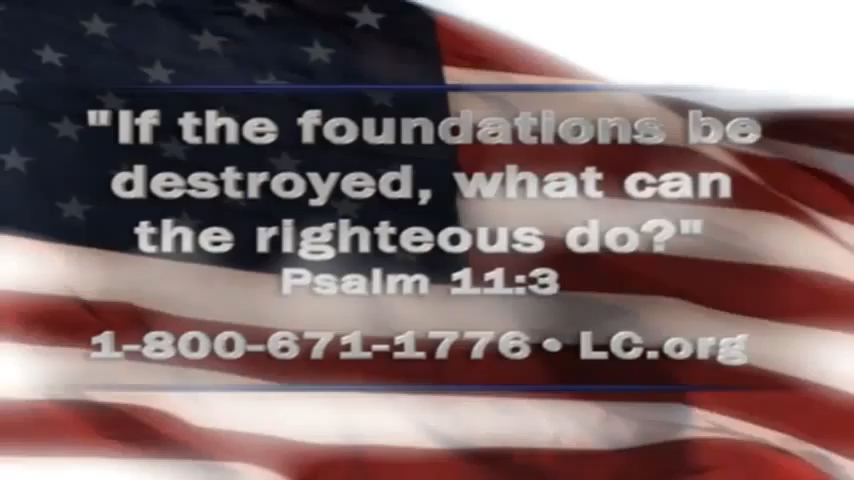 "If the foundations be
destroyed, what can
the righteous do?"
Psalm 11:3
1-800-671-1776 • LC.org